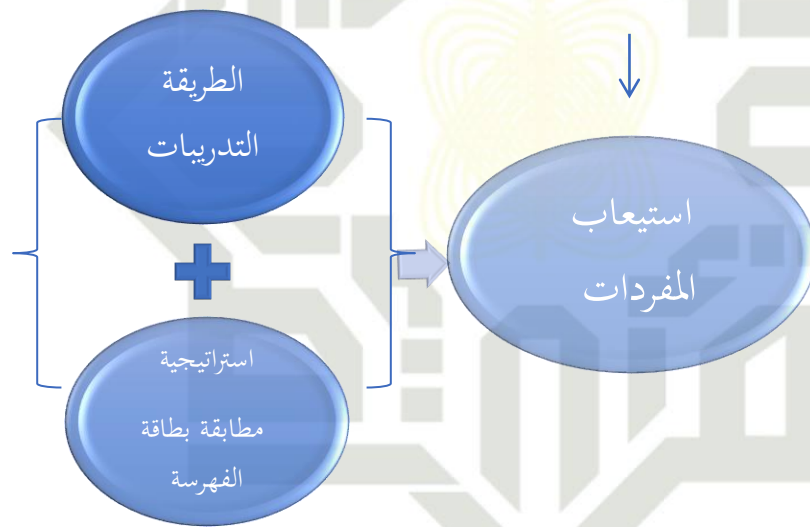 الطريقة
التدريبات
استيعاب
المفردات
استراتيجية
مطابقة بطاقة
الفهرسة